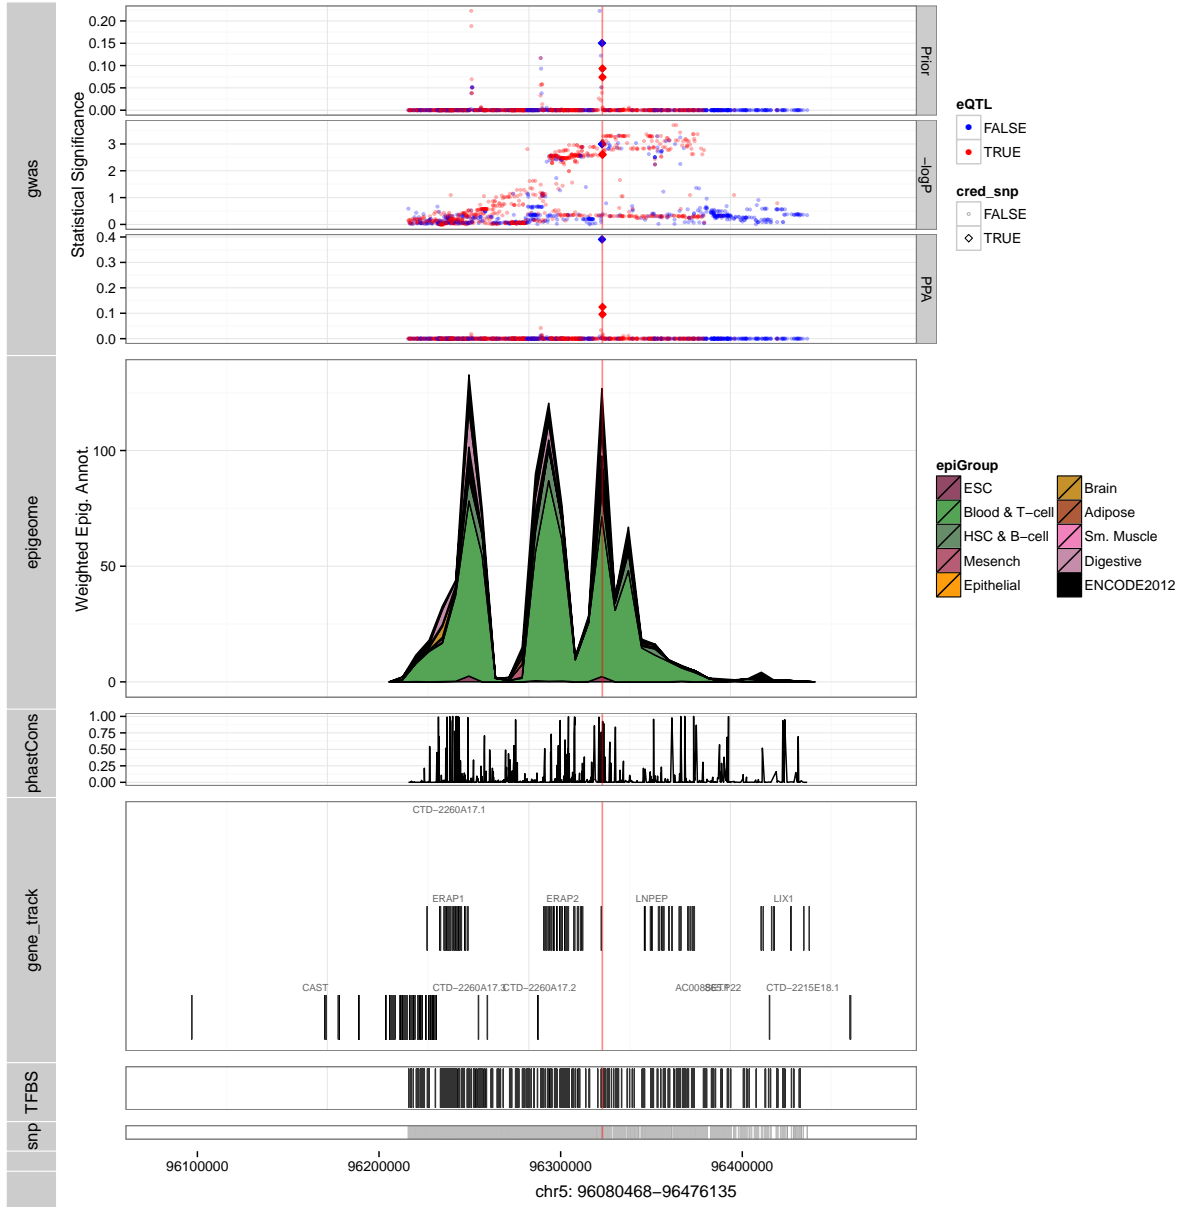 gwas
Statistical Significance
0.20
0.15
0.10
0.05
0.00
Prior
3
2
1
0
−logP
0.4
0.3
0.2
0.1
0.0
PPA
eQTL
FALSE
TRUE
cred_snp
FALSE
TRUE
epigeome
Weighted Epig. Annot.
100
50
0
epiGroup
ESC
Blood & T−cell
HSC & B−cell
Mesench
Epithelial
Brain
Adipose
Sm. Muscle
Digestive
ENCODE2012
phastCons
1.00
0.75
0.50
0.25
0.00
gene_track
CTD−2260A17.1
ERAP1
ERAP2
LNPEP
LIX1
CAST
CTD−2260A17.3
CTD−2260A17.2
CTD−2215E18.1
TFBS
snp
96100000
96200000
96300000
96400000
chr5: 96080468−96476135